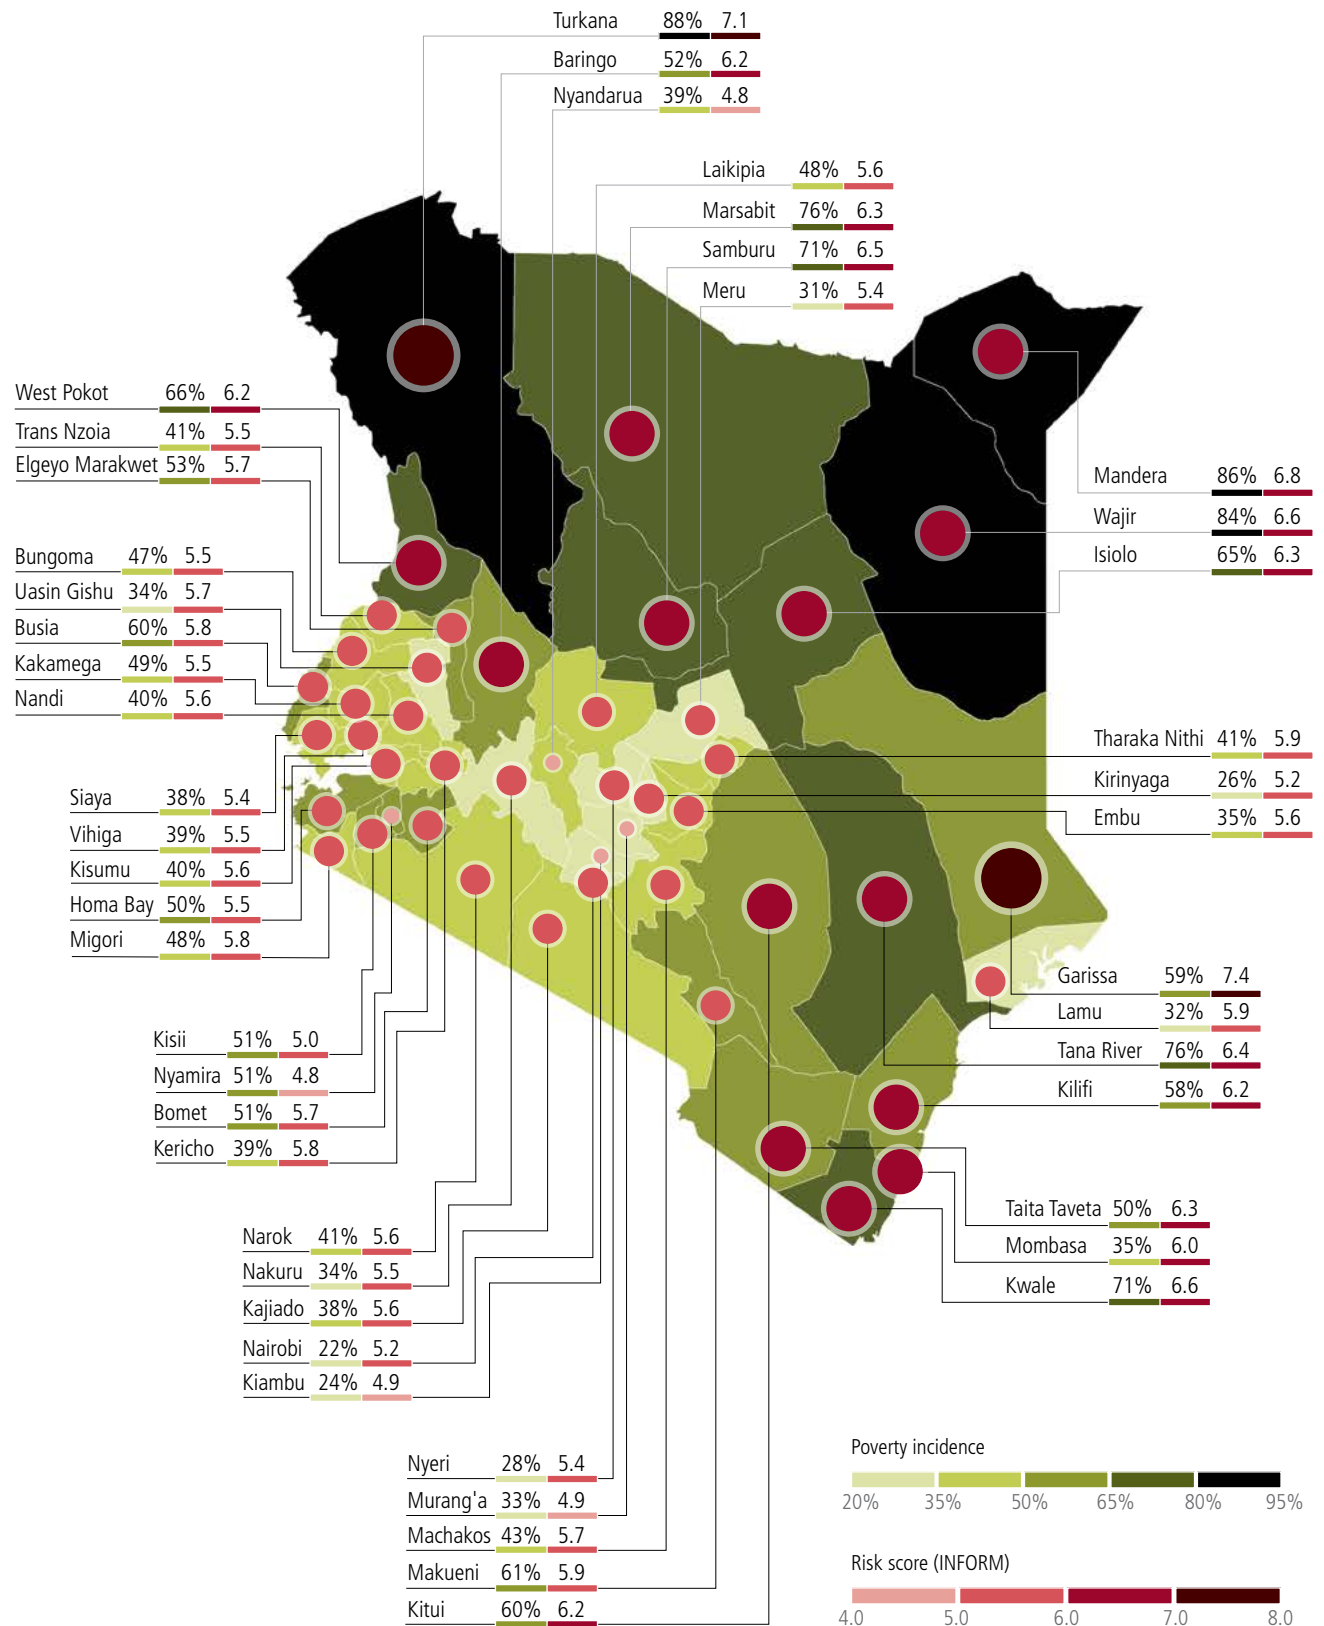 Turkana 88% 7.1
Baringo 52% 6.2
Nyandarua 39% 4.8
Laikipia 48% 5.6
Marsabit 76% 6.3
Samburu 71% 6.5
Meru 31% 5.4
West Pokot 66% 6.2
Trans Nzoia 41% 5.5
Elgeyo Marakwet 53% 5.7
Mandera 86% 6.8
Wajir 84% 6.6
Isiolo 65% 6.3
Bungoma 47% 5.5
Uasin Gishu 34% 5.7
Busia 60% 5.8
Kakamega 49% 5.5
Nandi 40% 5.6
Tharaka Nithi 41% 5.9
Kirinyaga 26% 5.2
Embu 35% 5.6
Siaya 38% 5.4
Vihiga 39% 5.5
Kisumu 40% 5.6
Homa Bay 50% 5.5
Migori 48% 5.8
Garissa 59% 7.4
Lamu 32% 5.9
Tana River 76% 6.4
Kilifi 58% 6.2
Kisii 51% 5.0
Nyamira 51% 4.8
Bomet 51% 5.7
Kericho 39% 5.8
Taita Taveta 50% 6.3
Mombasa 35% 6.0
Kwale 71% 6.6
Narok 41% 5.6
Nakuru 34% 5.5
Kajiado 38% 5.6
Nairobi 22% 5.2
Kiambu 24% 4.9
Nyeri 28% 5.4
Murang'a 33% 4.9
Machakos 43% 5.7
Makueni 61% 5.9
Kitui 60% 6.2
Poverty incidence
20% 35% 50% 65% 80% 95%
Risk score (INFORM)
4.0 5.0 6.0 7.0 8.0